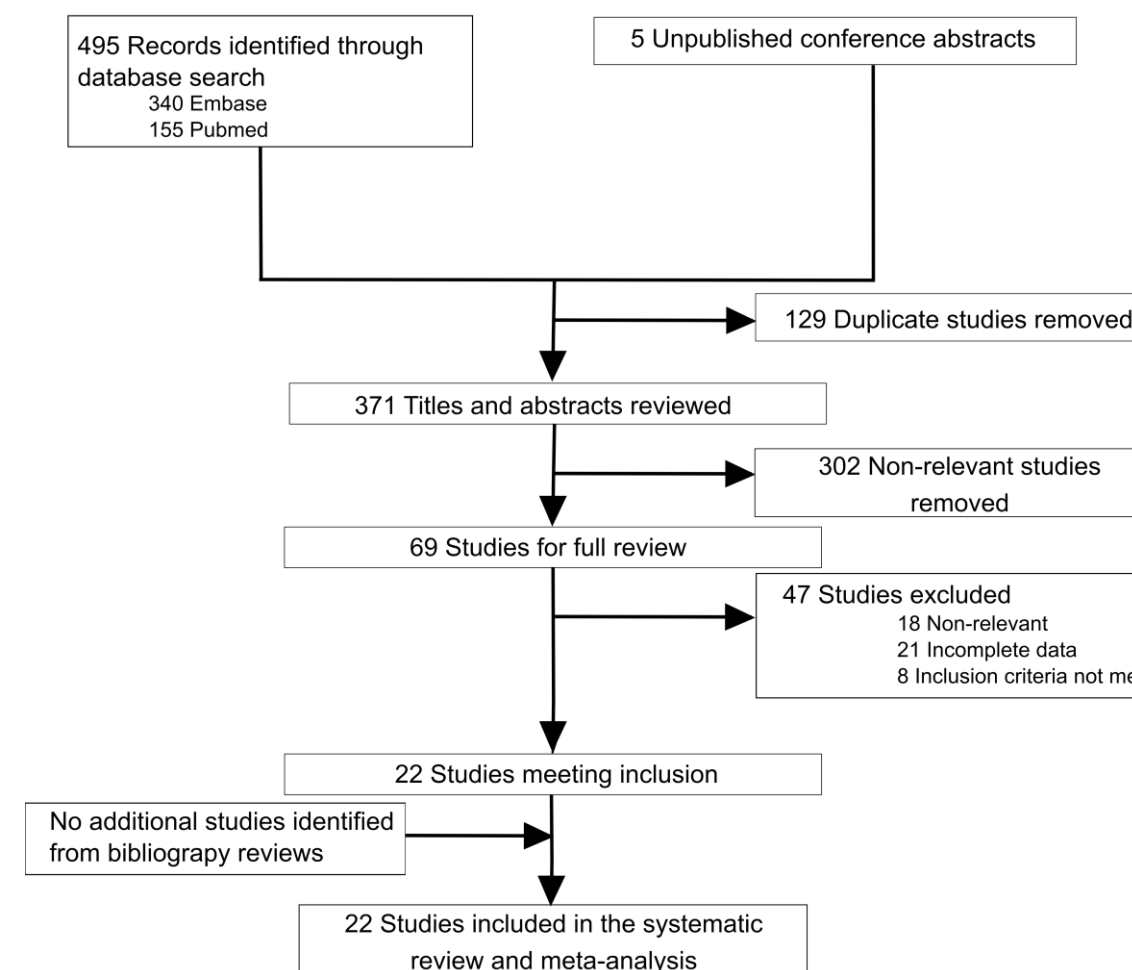 495 Records identified through
database search
340 Embase
155 Pubmed
5 Unpublished conference abstracts
129 Duplicate studies removed
371 Titles and abstracts reviewed
302 Non-relevant studies
removed
69 Studies for full review
47 Studies excluded
18 Non-relevant
21 Incomplete data
8 Inclusion criteria not me
22 Studies meeting inclusion
No additional studies identified
from bibliograpy reviews
22 Studies included in the systematic
review and meta-analysis